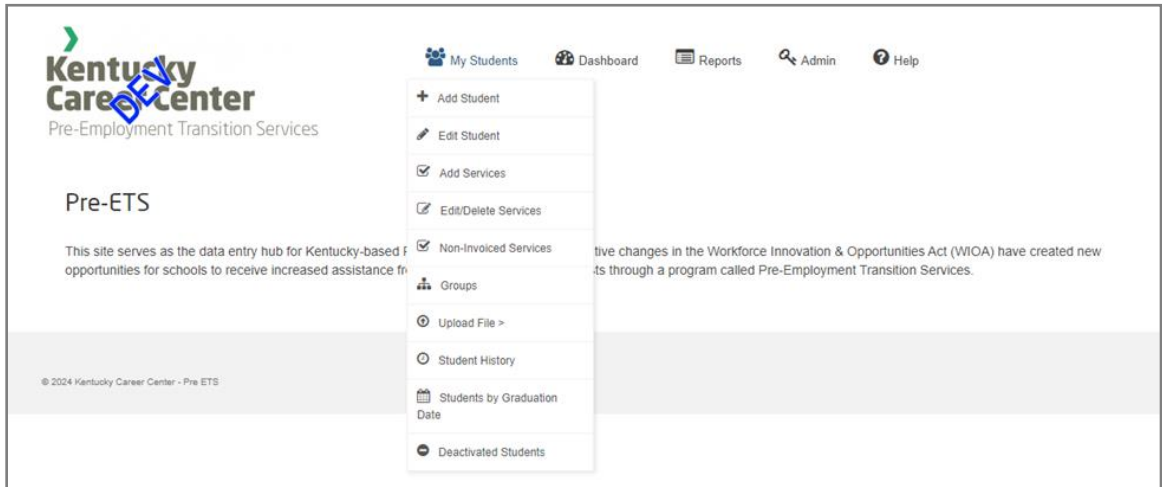 Kentucky
Career Center
DEV
Pre-Employment Transition Services
My Students
Dashboard
Reports
Admin
Help
Add Student
Edit Student
Add Services
Edit/Delete Services
Non-Invoiced Services
Groups
Upload File >
Student History
Students by Graduation
Date
Deactivated Students
Pre-ETS
This site serves as the data entry hub for Kentucky-based tive changes in the Workforce Innovation & Opportunities Act (WIOA) have created new
opportunities for schools to receive increased assistance through a program called Pre-Employment Transition Services.
© 2024 Kentucky Career Center - Pre ETS